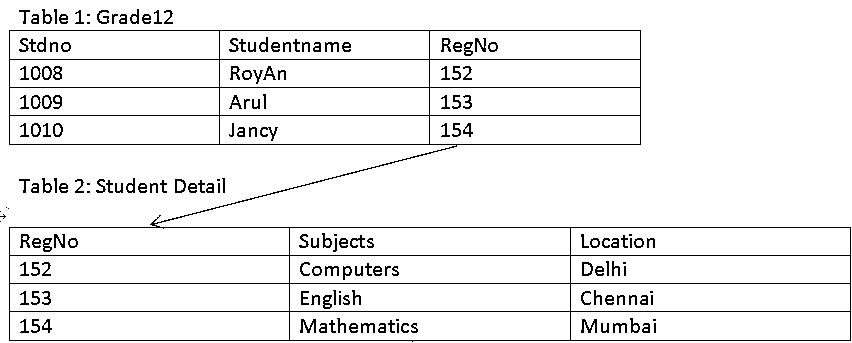 Table 1: Grade12
Stdno Studentname RegNo
1008 RoyAn 152
1009 Arul 153
1010 Jancy 154
Table 2: Student Detail
RegNo Subjects Location
152 Computers Delhi
153 English Chennai
154 Mathematics Mumbai